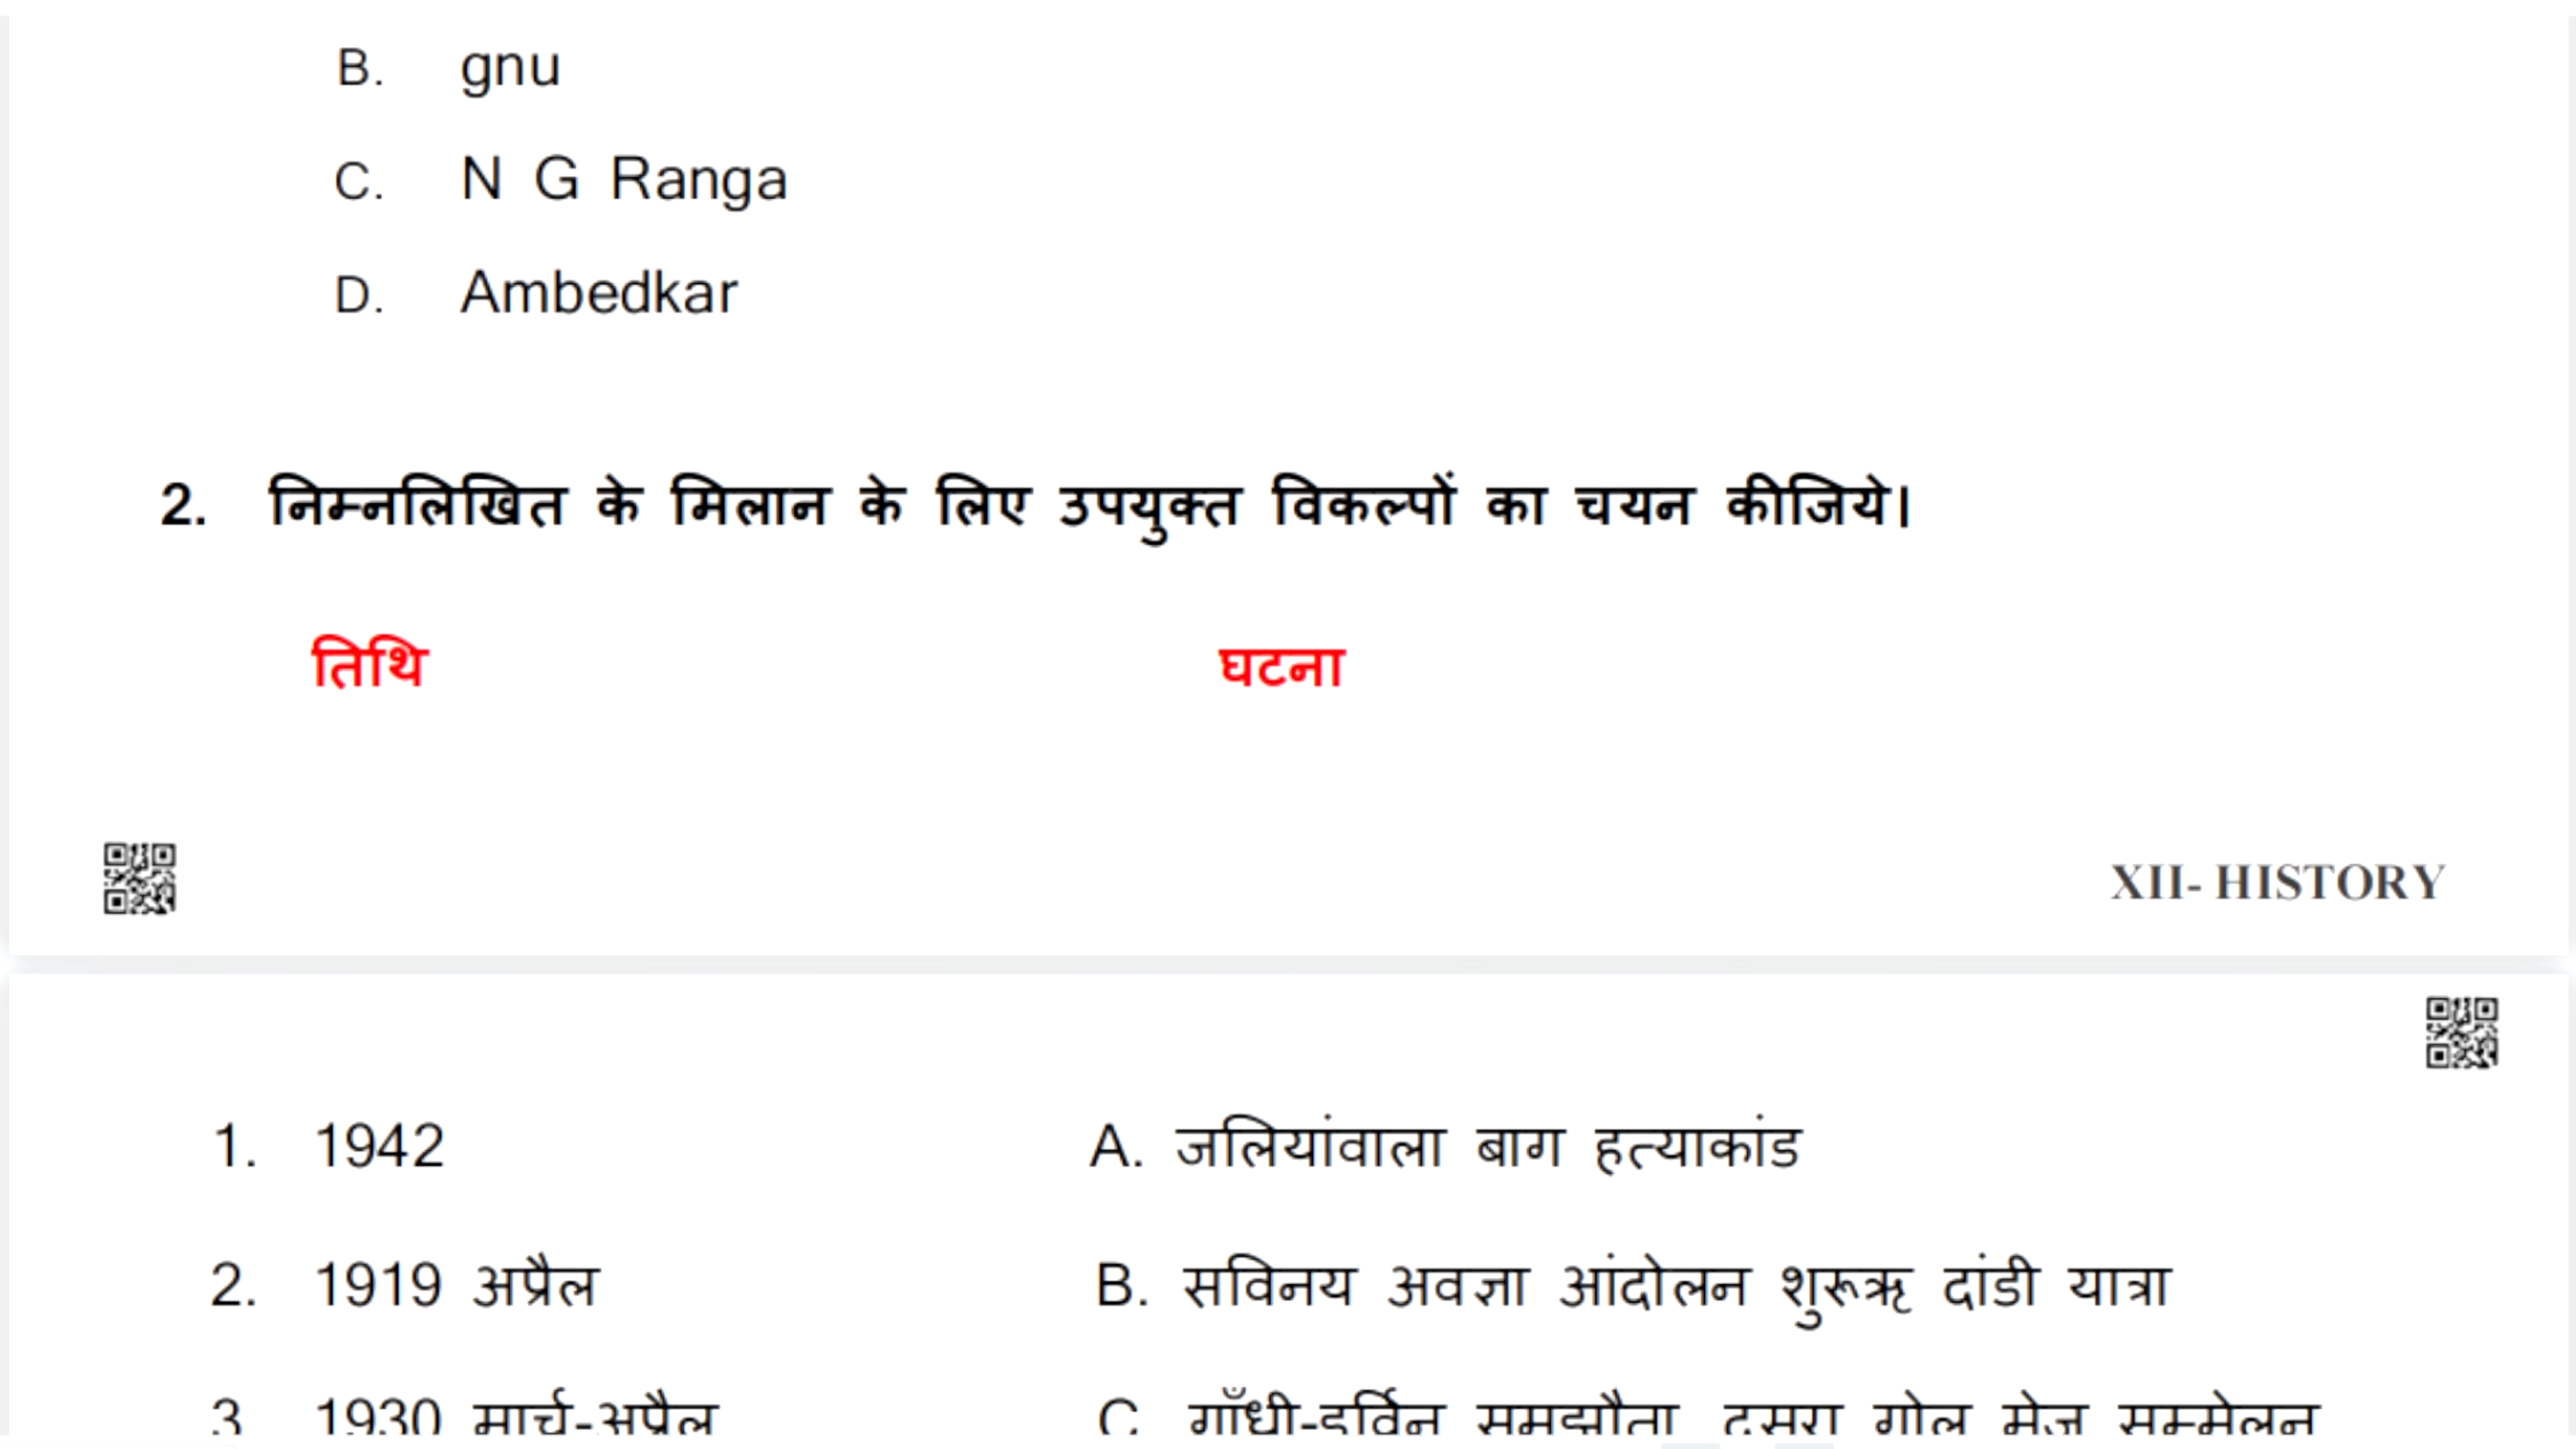 B. gnu
C. N G Ranga
D. Ambedkar
2. निम्नलिखित के मिलान के लिए उपयुक्त विकल्पों का चयन कीजिये।
तिथि घटना
XII- HISTORY
1. 1942 A. जलियांवाला बाग हत्याकांड
2. 1919 अप्रैल B. सविनय अवज्ञा आंदोलन शुरूऋ दांडी यात्रा
3 1930 मार्च-अप्रैल C गाँधी-इर्विन समझौता दूसरा गोल मेज सम्मेलन